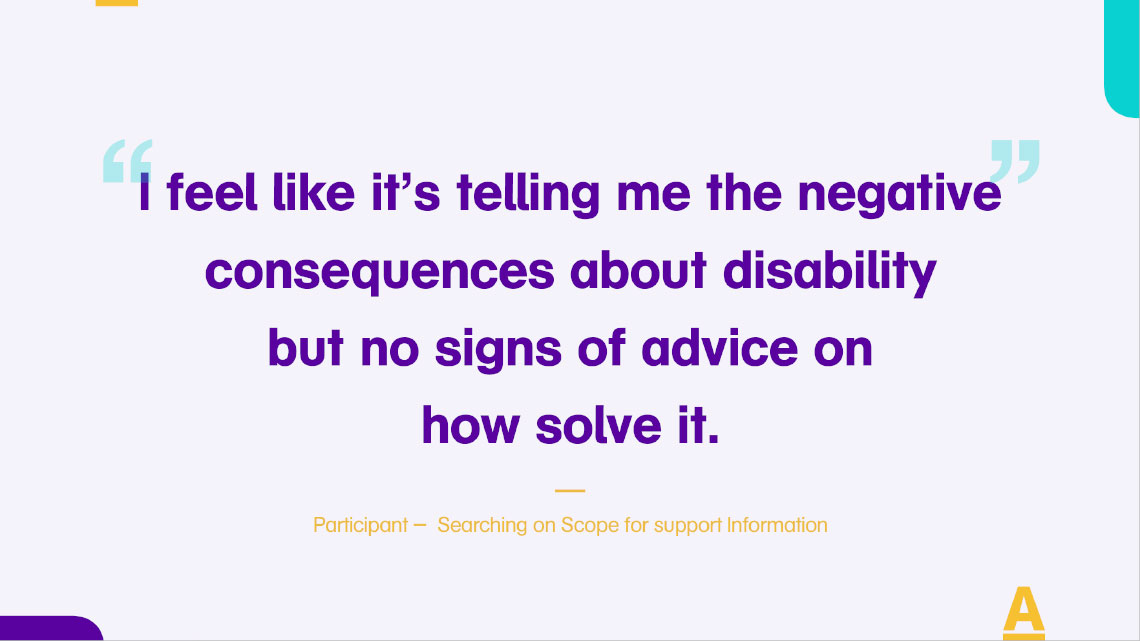 “I feel like it’s telling me the negative”
consequences about disability
but no signs of advice on
how solve it.
Participant – Searching on Scope for support Information
A